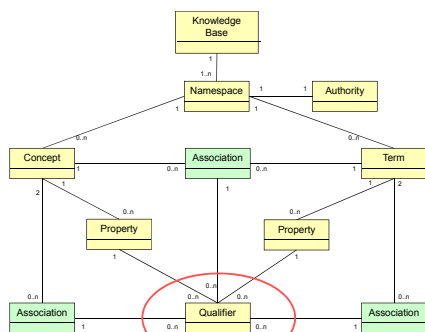 Knowledge
Base
1
1..n
Namespace
1
1
Authority
1
1
0..n
0..n
Concept
Association
Term
1
0..n
0..n
1
2
1
1
2
0..n
0..n
Property
Property
1
1
0..n
0..n
0..n
0..n
0..n
Association
Qualifier
Association
1
0..n
0..n
1